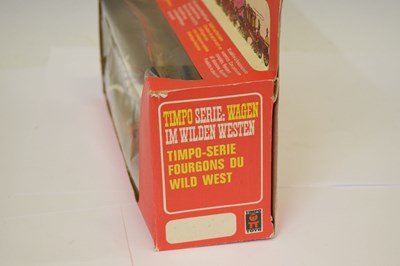 TIMPO SERIE: WAGEN
IM WILDEN WESTEN
TIMPO-SERIE
FOURGONS DU
WILD WEST